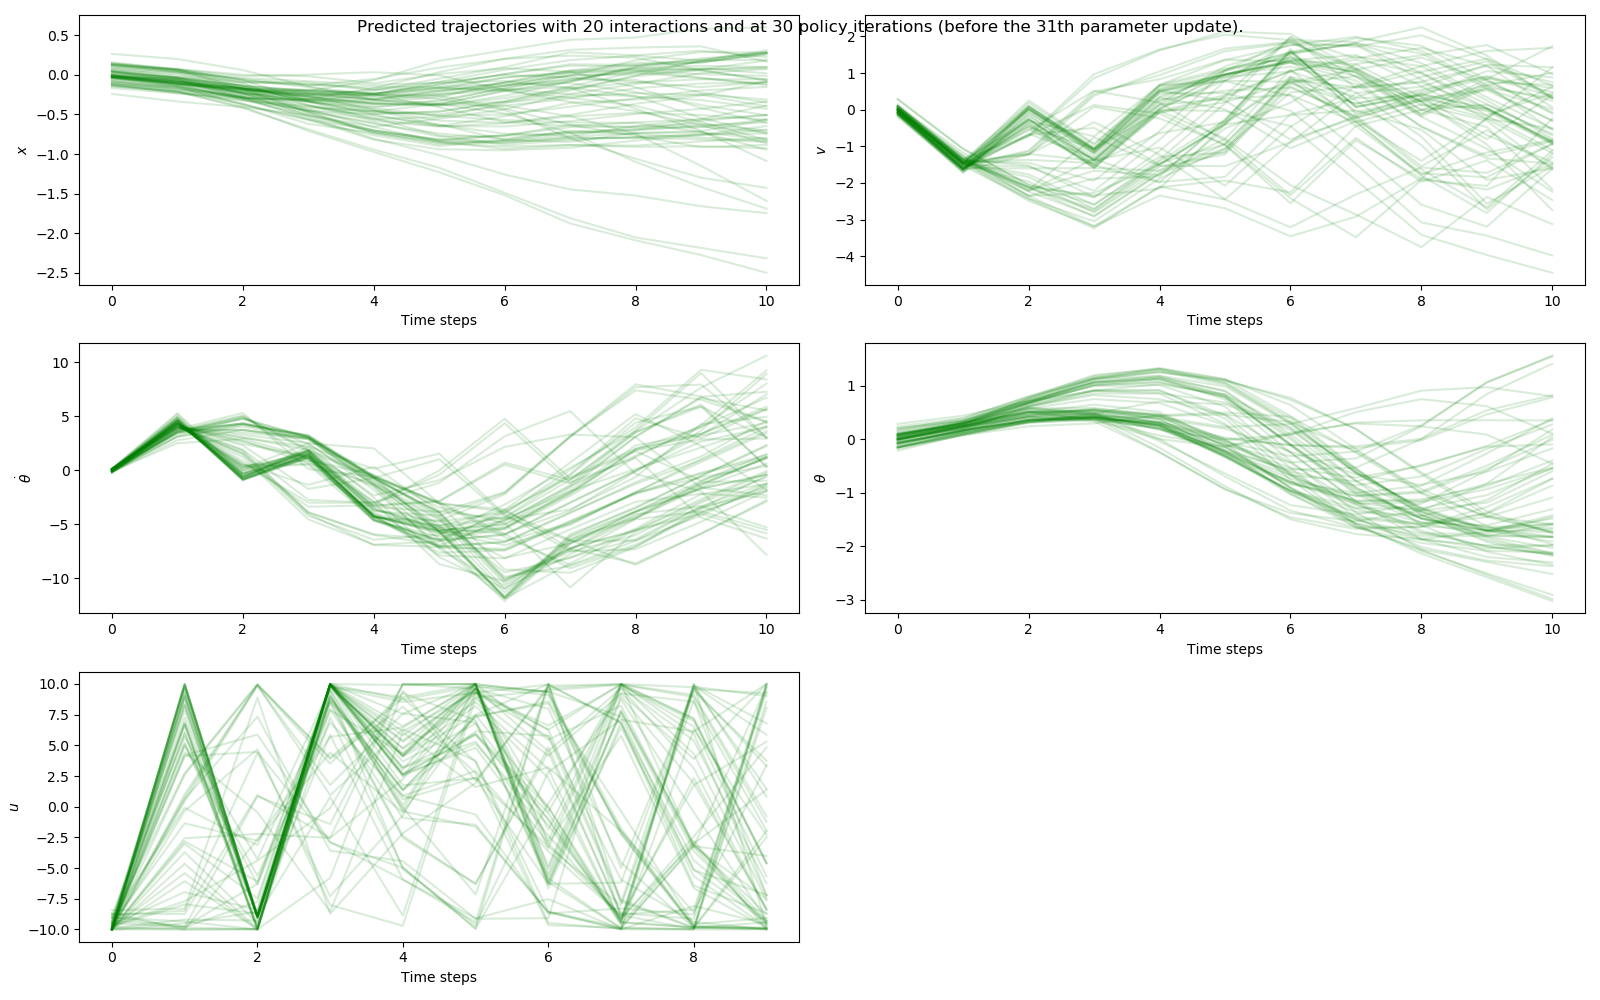 Predicted trajectories with 20 interactions and at 30 policy iterations (before the 31th parameter update).
0.5
0.0
−0.5
−1.0
−1.5
−2.0
−2.5
x
0 2 4 6 8 10
Time steps
2
1
0
−1
−2
−3
−4
v
0 2 4 6 8 10
Time steps
10
5
0
−5
−10
θ̇
0 2 4 6 8 10
Time steps
1
0
−1
−2
−3
θ
0 2 4 6 8 10
Time steps
10.0
7.5
5.0
2.5
0.0
−2.5
−5.0
−7.5
−10.0
u
0 2 4 6 8
Time steps